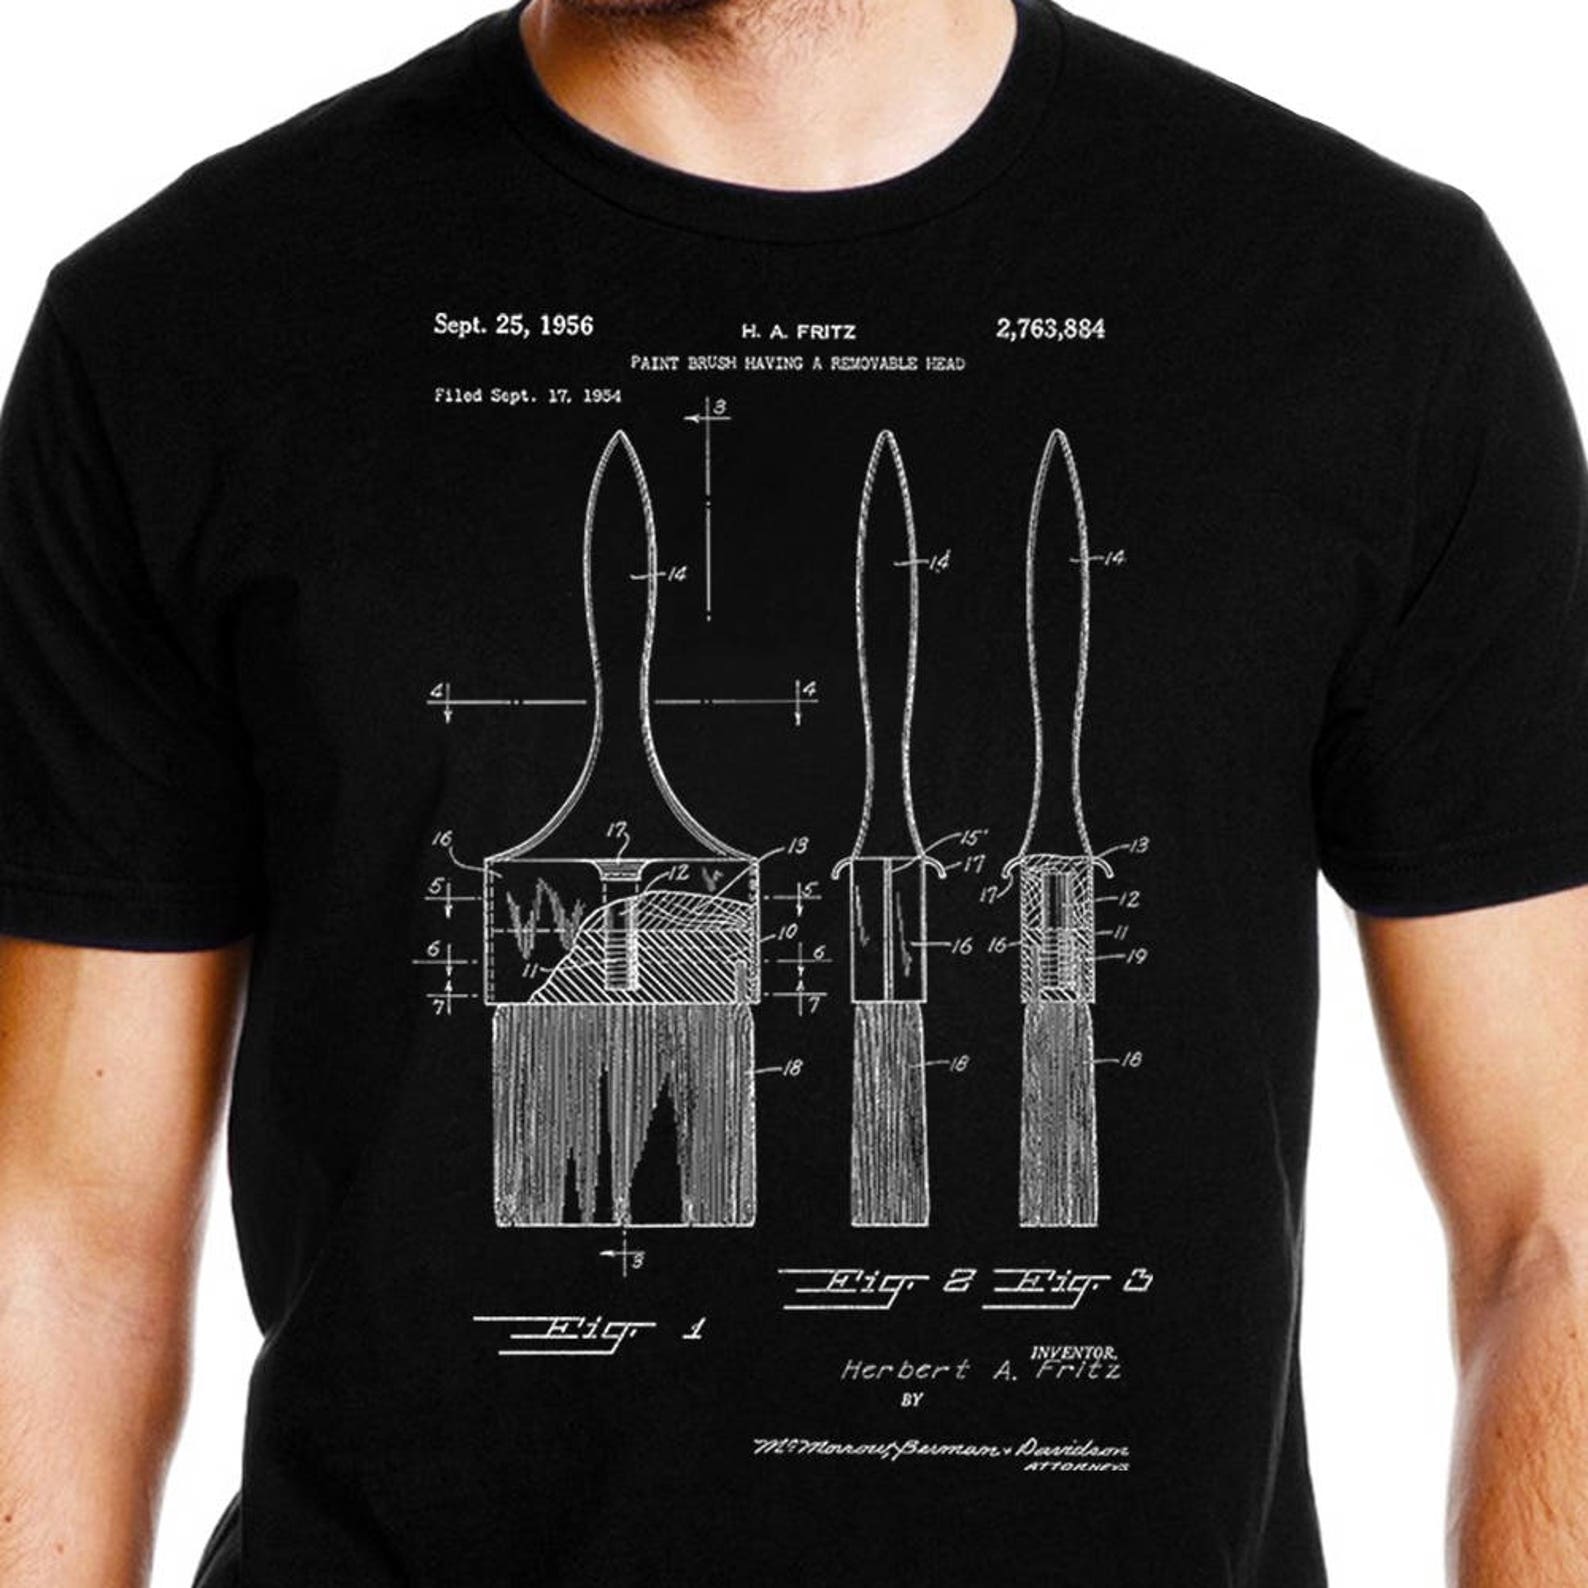 Sept. 25, 1956
H. A. FRITZ
2,763,884
PAINT BRUSH HAVING A REMOVABLE HEAD
Filed Sept. 17, 1954
3
14
14
14
4
4
16
17
12
13
15'
17
13
17
5
5
12
10
11
16
16
11
6
6
19
7
7
18
18
18
3
Fig. 1
Fig. 2
Fig. 3
INVENTOR,
Herbert A. Fritz
BY
McMorrow, Berman + Davidson
ATTORNEYS